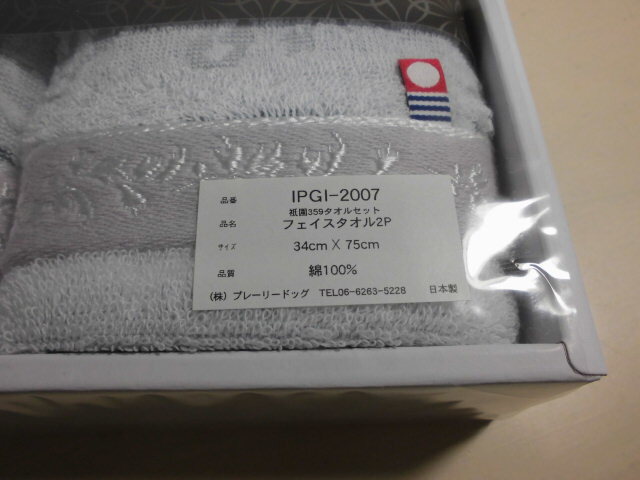 品番 IPGI-2007
祇園359タオルセット
品名 フェイスタオル2P
サイズ 34cm X 75cm
品質 綿100%
(株) プレーリードッグ TEL06-6263-5228 日本製